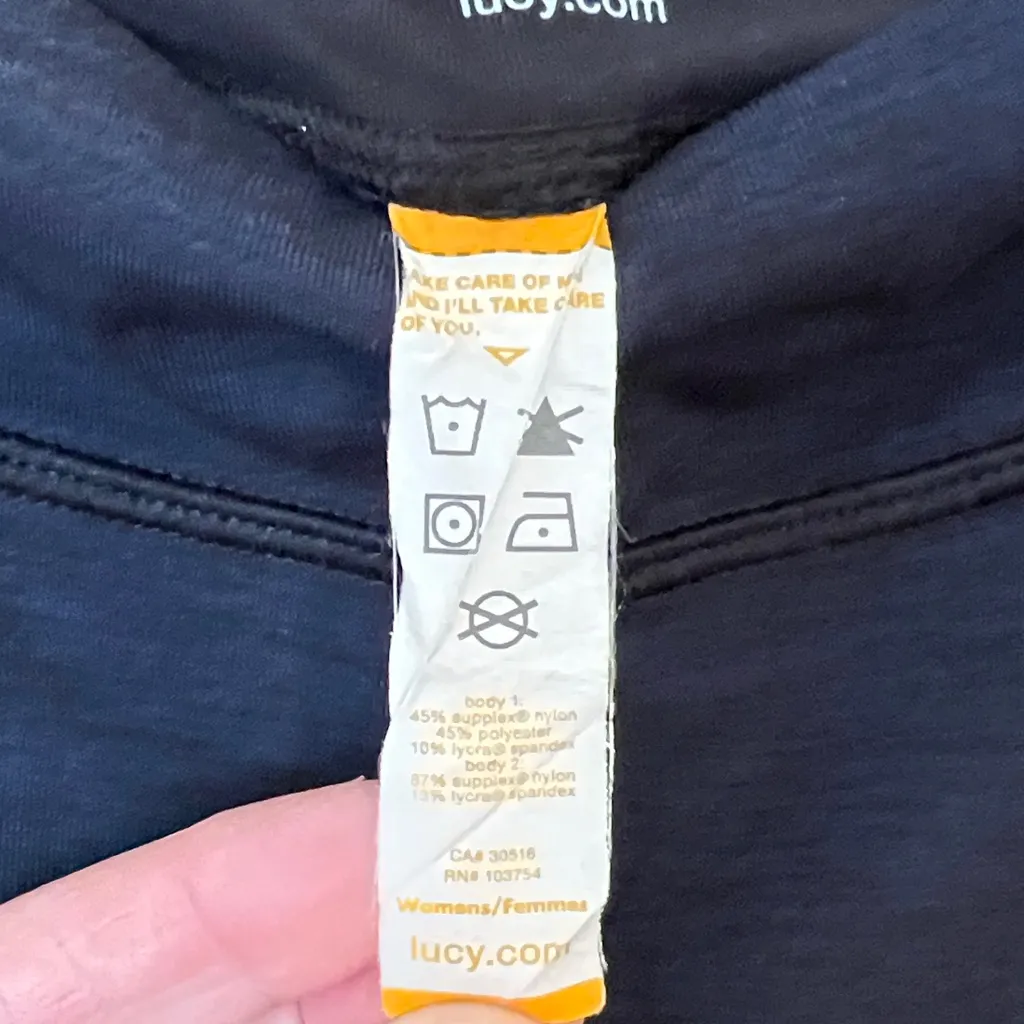 lucy.com
TAKE CARE OF ME
AND I'LL TAKE CARE
OF YOU.
body 1:
45% supplex® nylon
45% polyester
10% lycra® spandex
body 2:
87% supplex® nylon
13% lycra® spandex
CA# 30516
RN# 103754
Womens/Femmes
lucy.com